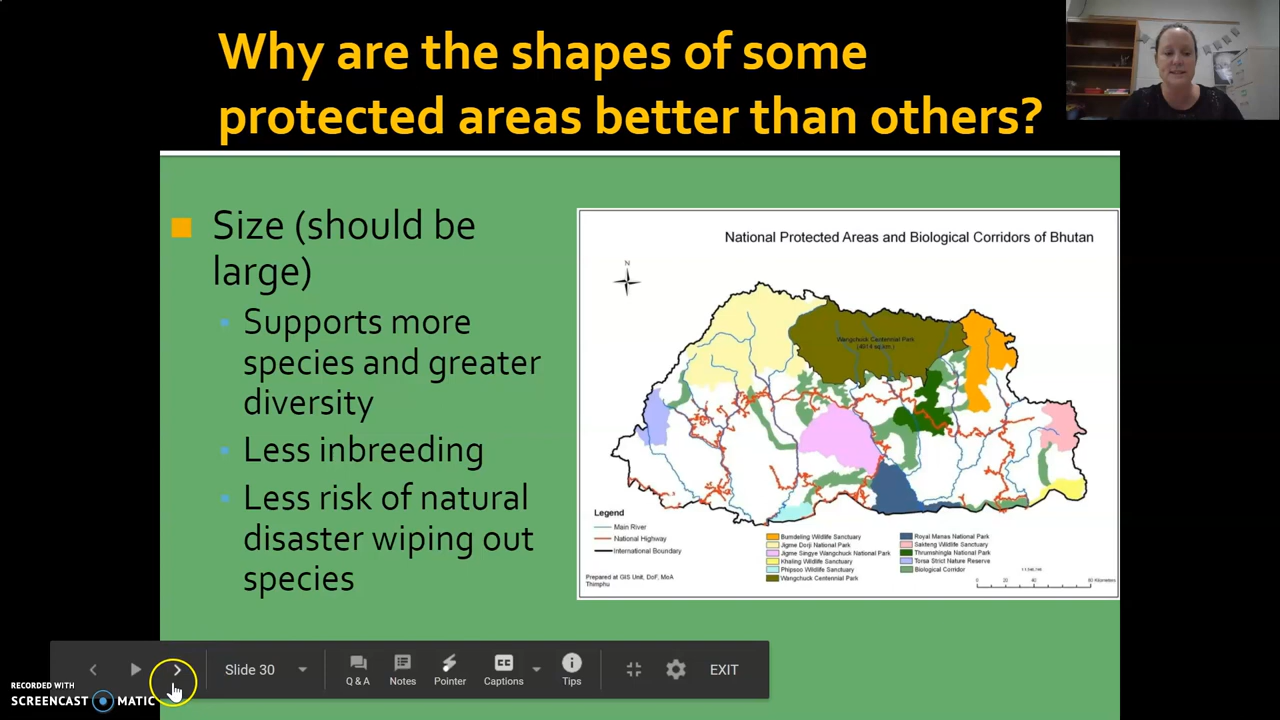 Why are the shapes of some
protected areas better than others?
Size (should be
large)
Supports more
species and greater
diversity
Less inbreeding
Less risk of natural
disaster wiping out
species
National Protected Areas and Biological Corridors of Bhutan
N
Wangchuck Centennial Park
(4914 sq.km)
Legend
Main River
National Highway
International Boundary
Prepared at GIS Unit, DoF, MoA
Thimphu
Bumdeling Wildlife Sanctuary
Jigme Dorji National Park
Jigme Singye Wangchuck National Park
Khaling Wildlife Sanctuary
Phipsoo Wildlife Sanctuary
Wangchuck Centennial Park
Royal Manas National Park
Sakteng Wildlife Sanctuary
Thrumshingla National Park
Torsa Strict Nature Reserve
Biological Corridor
Slide 30
Q & A
Notes
Pointer
CC
Captions
Tips
EXIT
RECORDED WITH
SCREENCAST MATIC